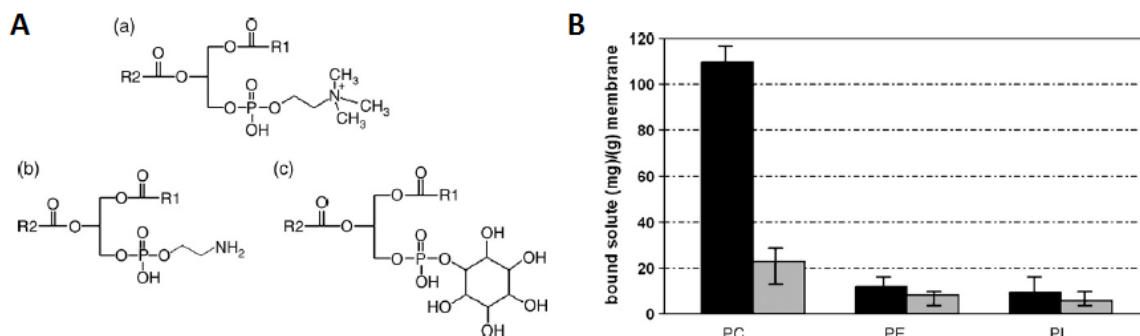 A
(a)
O
O
R1
O
R2
O
O
O
P
O
OH
N+
CH3
CH3
CH3
(b)
O
O
R1
O
R2
O
O
O
P
O
OH
NH2
(c)
O
O
R1
O
R2
O
O
O
P
O
OH
OH
OH
OH
OH
OH
B
bound solute (mg)/(g) membrane
120
100
80
60
40
20
0
PC
PE
PI